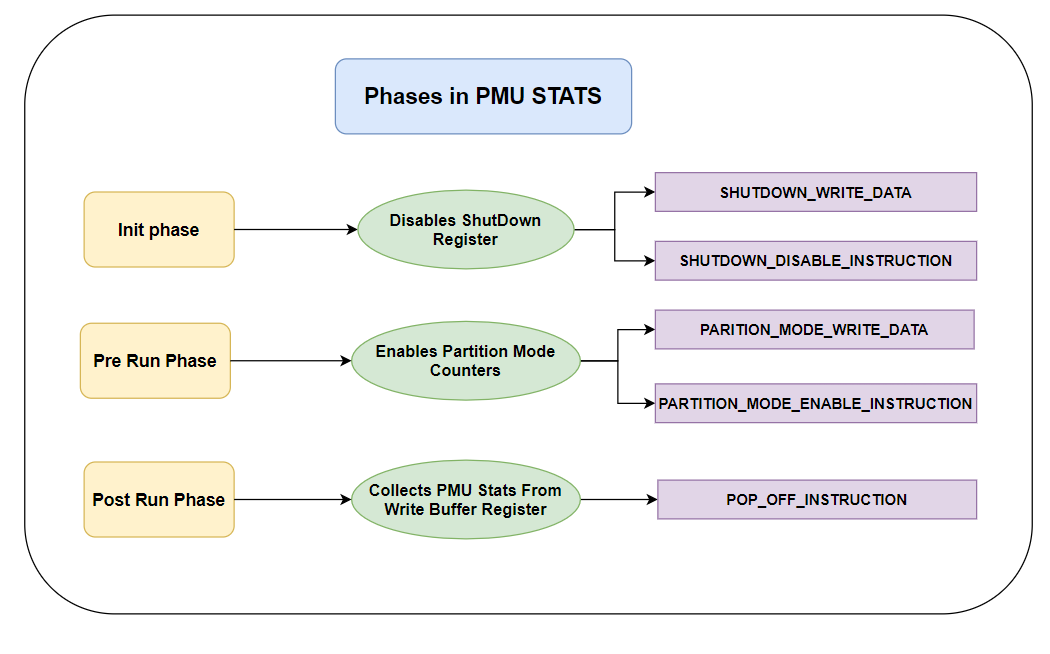 Phases in PMU STATS
Init phase
Disables ShutDown
Register
SHUTDOWN_WRITE_DATA
SHUTDOWN_DISABLE_INSTRUCTION
Pre Run Phase
Enables Partition Mode
Counters
PARITION_MODE_WRITE_DATA
PARTITION_MODE_ENABLE_INSTRUCTION
Post Run Phase
Collects PMU Stats From
Write Buffer Register
POP_OFF_INSTRUCTION